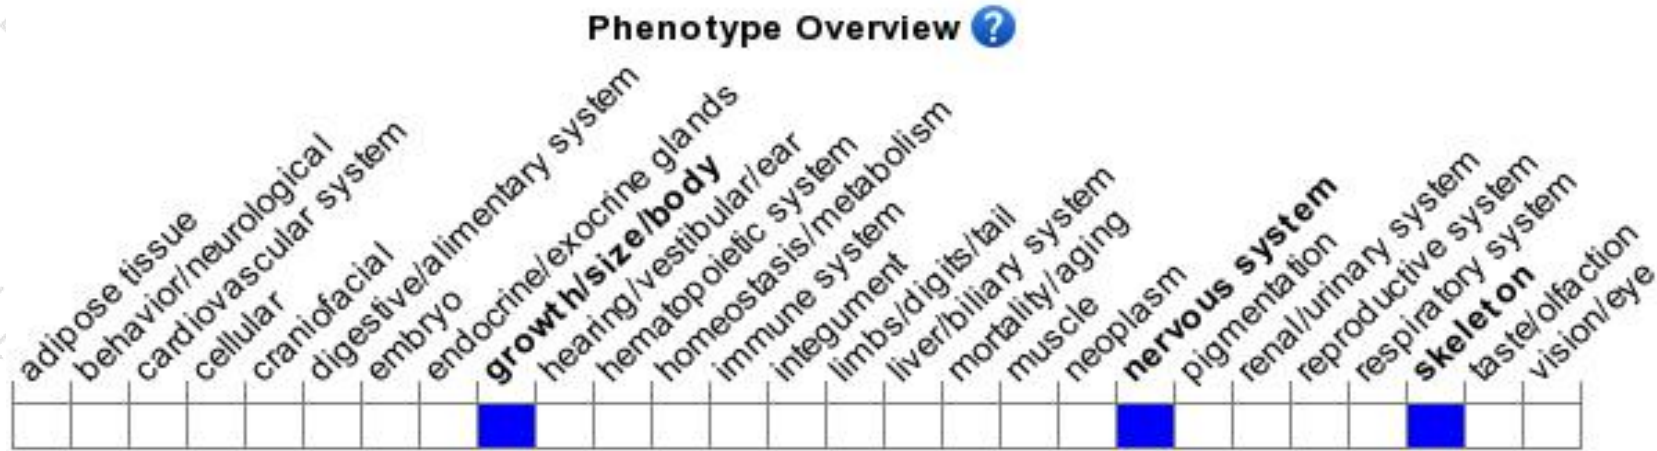 Phenotype Overview ?
adipose tissue
behavior/neurological
cardiovascular system
cellular
craniofacial
digestive/alimentary system
embryo
endocrine/exocrine glands
growth/size/body
hearing/vestibular/ear
hematopoietic system
homeostasis/metabolism
immune system
integument
limbs/digits/tail
liver/biliary system
mortality/aging
muscle
neoplasm
nervous system
pigmentation
renal/urinary system
reproductive system
respiratory system
skeleton
taste/olfaction
vision/eye